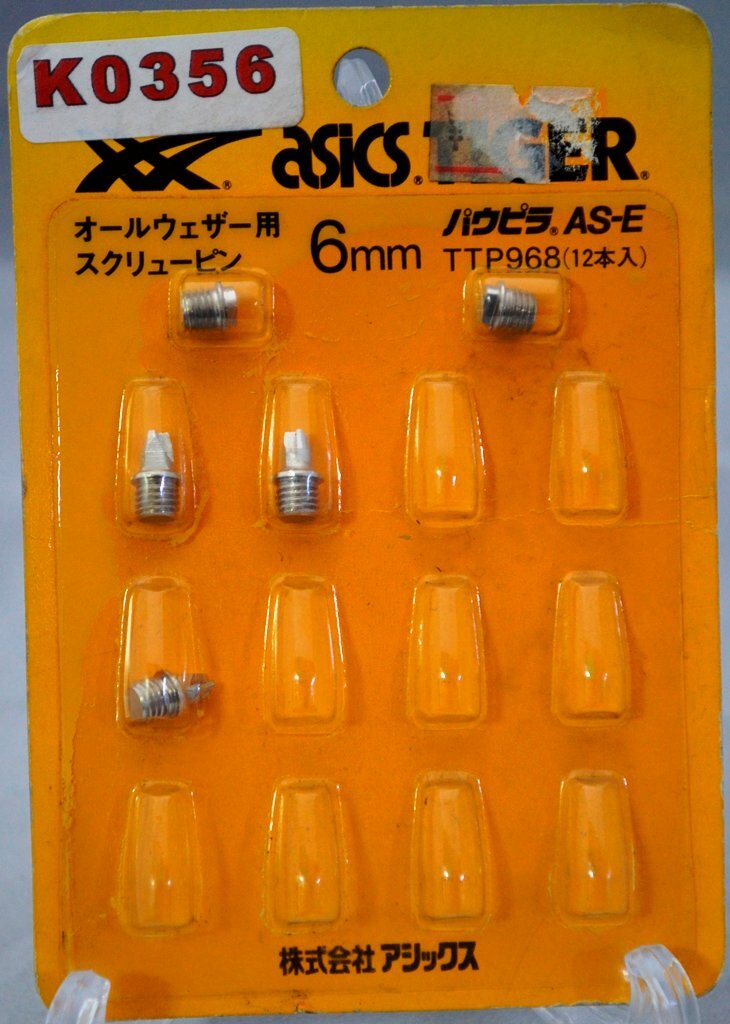 K0356
asics. TIGER.
オールウェザー用
スクリューピン
6mm
パウピラ® AS-E
TTP968(12本入)
株式会社アシックス